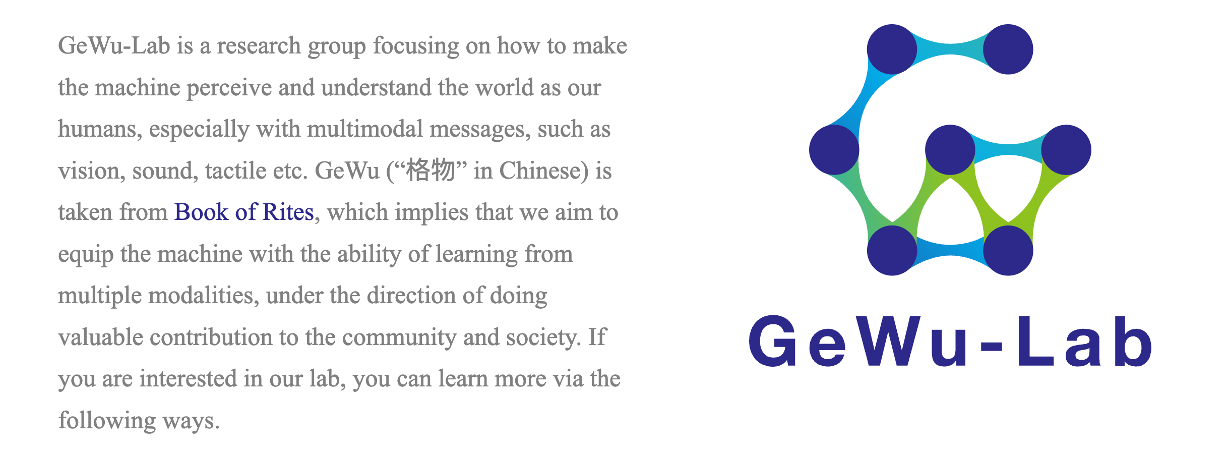 GeWu-Lab is a research group focusing on how to make
the machine perceive and understand the world as our
humans, especially with multimodal messages, such as
vision, sound, tactile etc. GeWu (“格物” in Chinese) is
taken from Book of Rites, which implies that we aim to
equip the machine with the ability of learning from
multiple modalities, under the direction of doing
valuable contribution to the community and society. If
you are interested in our lab, you can learn more via the
following ways.
GeWu-Lab